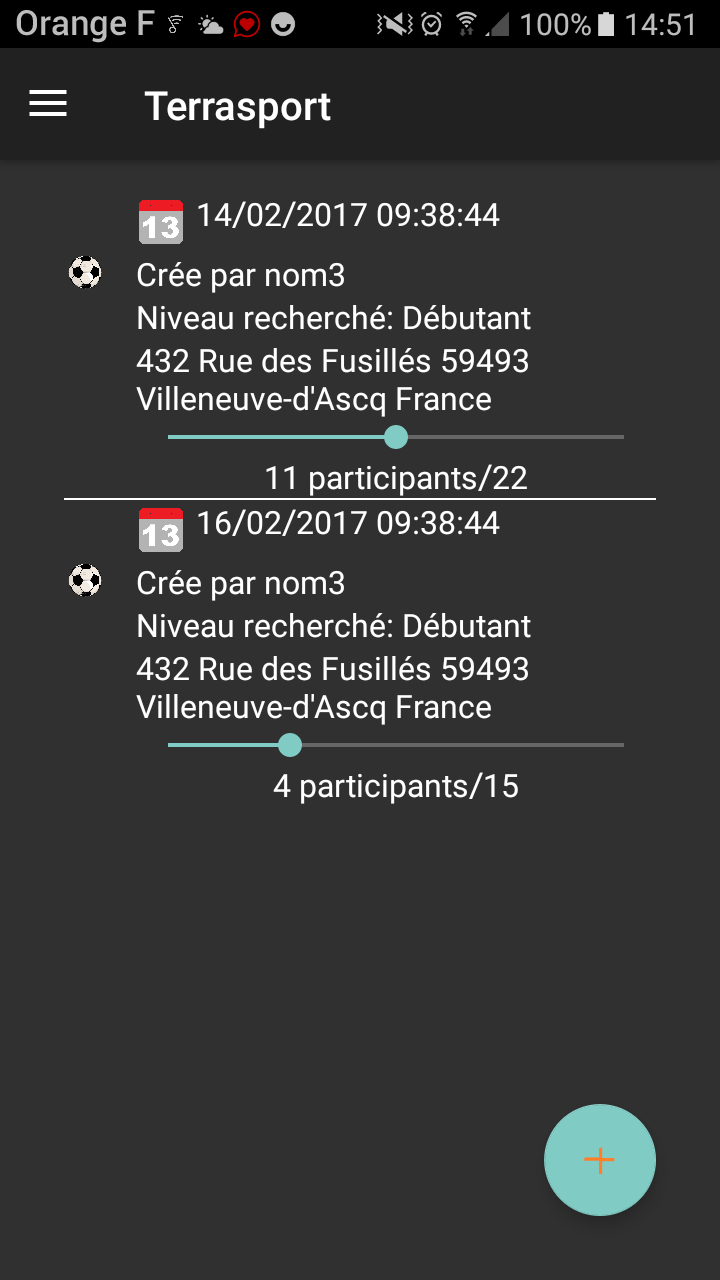 Orange F 100% 14:51
Terrasport
13 14/02/2017 09:38:44
Crée par nom3
Niveau recherché: Débutant
432 Rue des Fusillés 59493
Villeneuve-d'Ascq France
11 participants/22
13 16/02/2017 09:38:44
Crée par nom3
Niveau recherché: Débutant
432 Rue des Fusillés 59493
Villeneuve-d'Ascq France
4 participants/15